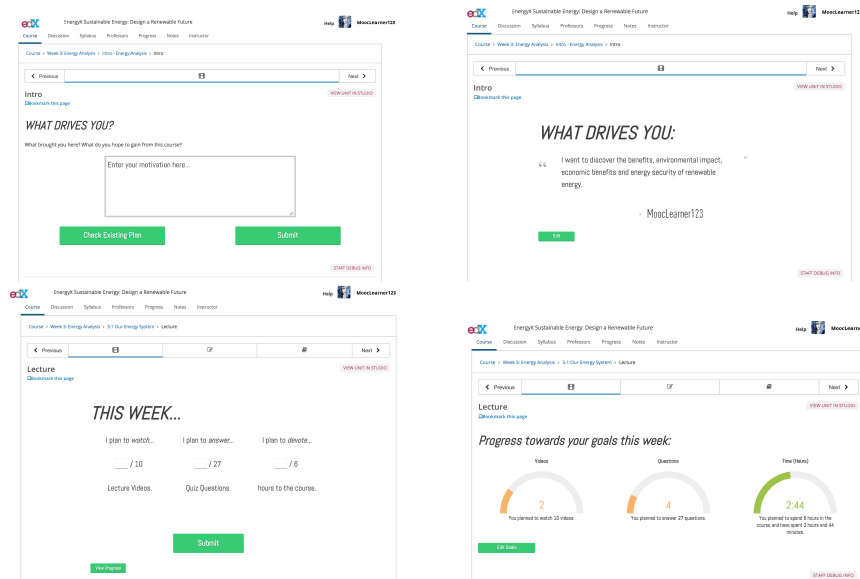 edX
EnergyX Sustainable Energy: Design a Renewable Future
Help
MoocLearner123
Course Discussion Syllabus Professors Progress Notes Instructor
Course > Week 3: Energy Analysis > Intro - Energy Analysis > Intro
Previous
Next
Intro
VIEW UNIT IN STUDIO
Bookmark this page
WHAT DRIVES YOU?
What brought you here? What do you hope to gain from this course?
Enter your motivation here...
Check Existing Plan
Submit
STAFF DEBUG INFO
edX
EnergyX Sustainable Energy: Design a Renewable Future
Help
MoocLearner12
Course Discussion Syllabus Professors Progress Notes Instructor
Course > Week 3: Energy Analysis > Intro - Energy Analysis > Intro
Previous
Next
Intro
VIEW UNIT IN STUDIO
Bookmark this page
WHAT DRIVES YOU:
“ I want to discover the benefits, environmental impact, ”
economic benefits and energy security of renewable
energy.
- MoocLearner123
Edit
STAFF DEBUG INFO
edX
EnergyX Sustainable Energy: Design a Renewable Future
Help
MoocLearner123
Course Discussion Syllabus Professors Progress Notes Instructor
Course > Week 3: Energy Analysis > 3.1 Our Energy System > Lecture
Previous
Next
Lecture
VIEW UNIT IN STUDIO
Bookmark this page
THIS WEEK...
I plan to watch... I plan to answer... I plan to devote...
___ / 10 ___ / 27 ___ / 6
Lecture Videos. Quiz Questions. hours to the course.
Submit
View Progress
edX
EnergyX Sustainable Energy: Design a Renewable Future
Help
MoocLearne
Course Discussion Syllabus Professors Progress Notes Instructor
Course > Week 3: Energy Analysis > 3.1 Our Energy System > Lecture
Previous
Next
Lecture
VIEW UNIT IN STUDIO
Bookmark this page
Progress towards your goals this week:
Videos Questions Time (Hours)
2 4 2:44
You planned to watch 10 videos.
You planned to answer 27 questions.
You planned to spend 6 hours in the
course and have spent 2 hours and 44
minutes.
Edit Goals
STAFF DEBUG INFO